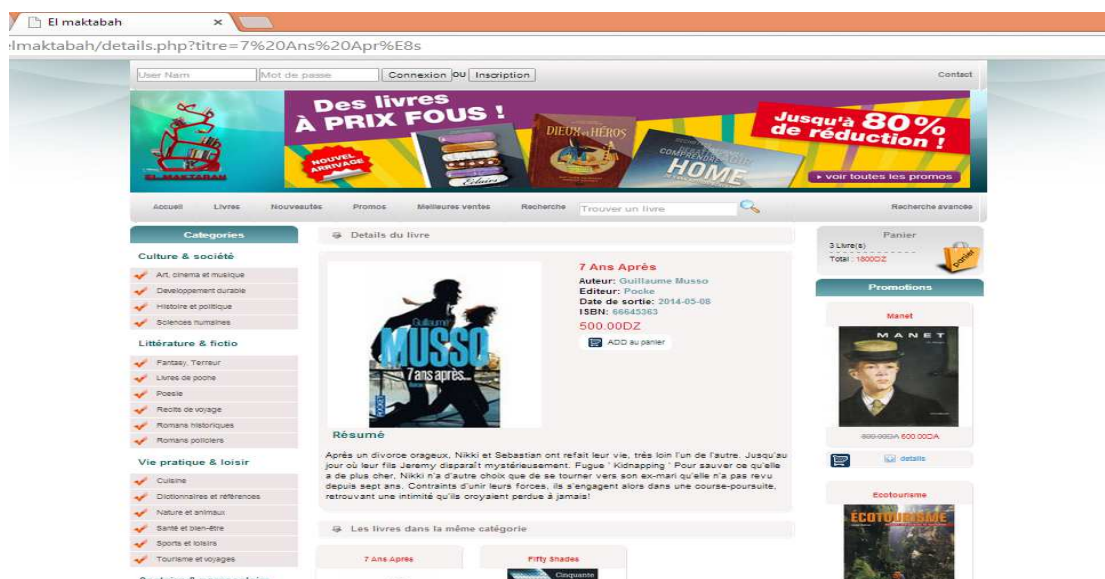 El maktabah
elmaktabah/details.php?titre=7%20Ans%20Apr%E8s
User Nam
Mot de passe
Connexion
ou
Inscription
Contact
EL MAKTABAH
Des livres
À PRIX FOUS !
NOUVEL
ARRIVAGE
Eclairs
DIEUX et HÉROS
HOME
Jusqu'à 80%
de réduction !
voir toutes les promos
Accueil
Livres
Nouveautés
Promos
Meilleures ventes
Recherche
Trouver un livre
Recherche avancée
Categories
Culture & société
Art, cinema et musique
Developpement durable
Histoire et politique
Sciences humaines
Littérature & fictio
Fantasy, Terreur
Livres de poche
Poesie
Recits de voyage
Romans historiques
Romans policiers
Vie pratique & loisir
Cuisine
Dictionnaires et références
Nature et animaux
Santé et bien-être
Sports et loisirs
Tourisme et voyages
Details du livre
Guillaume
MUSSO
7 ans après...
POCKET
7 Ans Après
Auteur: Guillaume Musso
Editeur: Pocke
Date de sortie: 2014-05-08
ISBN: 66645363
500.00DZ
ADD au panier
Résumé
Après un divorce orageux, Nikki et Sebastian ont refait leur vie, très loin l'un de l'autre. Jusqu'au
jour où leur fils Jeremy disparaît mystérieusement. Fugue ' Kidnapping ' Pour sauver ce qu'elle
a de plus cher, Nikki n'a d'autre choix que de se tourner vers son ex-mari qu'elle n'a pas revu
depuis sept ans. Contraints d'unir leurs forces, ils s'engagent alors dans une course-poursuite,
retrouvant une intimité qu'ils croyaient perdue à jamais!
Les livres dans la même catégorie
7 Ans Après
Fifty Shades
Cinquante
Panier
3 Livre(s)
Total : 1800DZ
panier
Promotions
Manet
MANET
800.00DA 600.00DA
details
Ecotourisme
ÉCOTOURISME